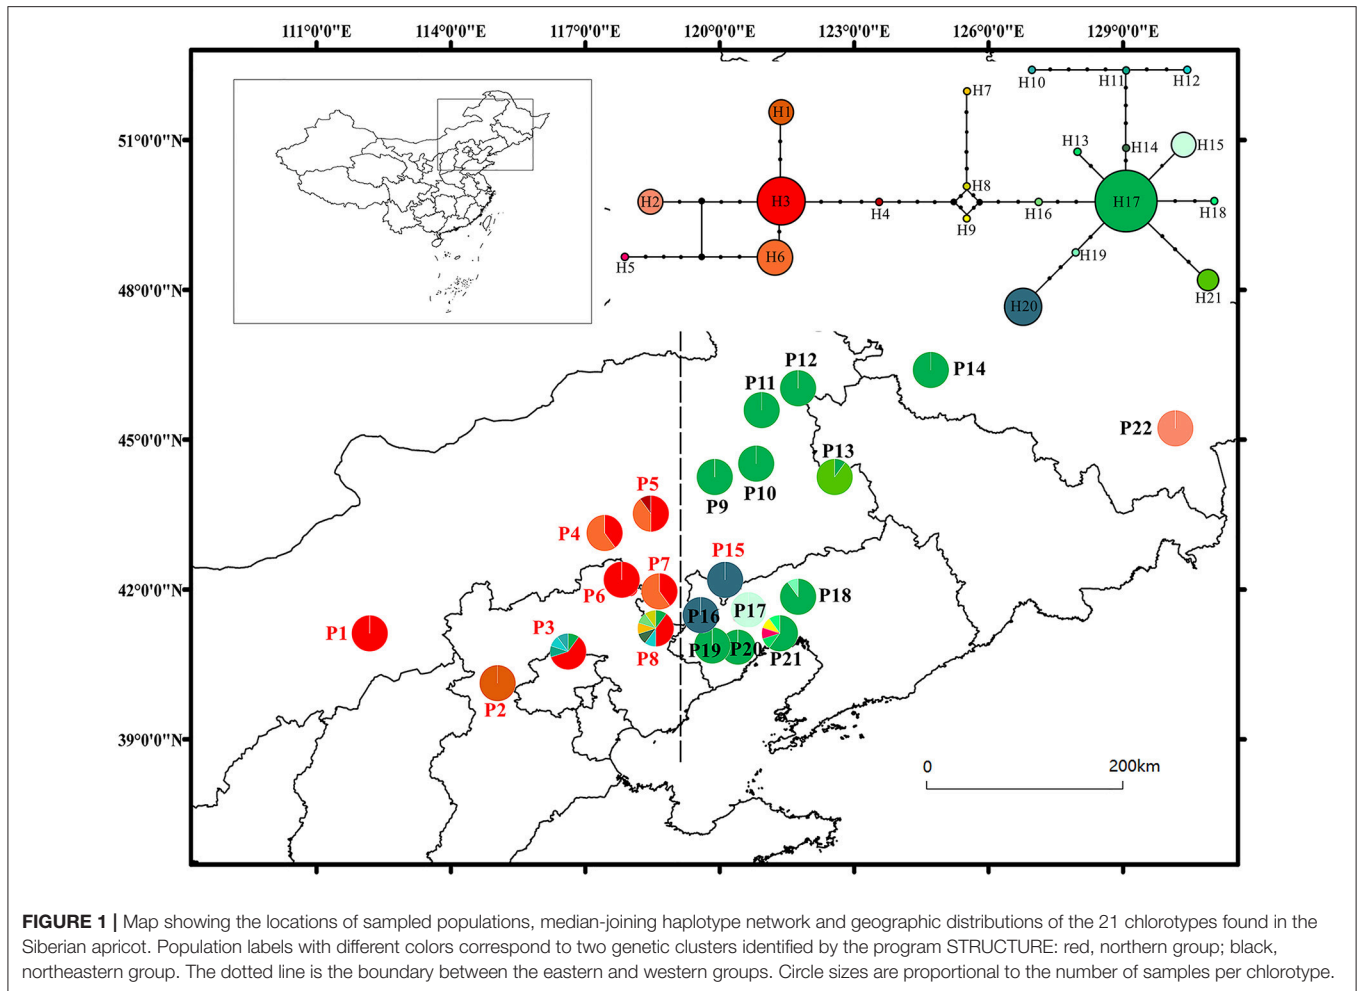 111°0'0"E 114°0'0"E 117°0'0"E 120°0'0"E 123°0'0"E 126°0'0"E 129°0'0"E
51°0'0"N
48°0'0"N
45°0'0"N
42°0'0"N
39°0'0"N
H10 H11 H12
H7
H1
H13 H14 H15
H8
H2 H3 H4 H16 H17 H18
H9
H5 H6 H19
H20 H21
P12
P11 P14
P22
P13
P9 P10
P5
P4
P15
P7
P6
P17 P18
P16
P1 P3
P8 P19 P20 P21
P2
0 200km
FIGURE 1 | Map showing the locations of sampled populations, median-joining haplotype network and geographic distributions of the 21 chlorotypes found in the
Siberian apricot. Population labels with different colors correspond to two genetic clusters identified by the program STRUCTURE: red, northern group; black,
northeastern group. The dotted line is the boundary between the eastern and western groups. Circle sizes are proportional to the number of samples per chlorotype.